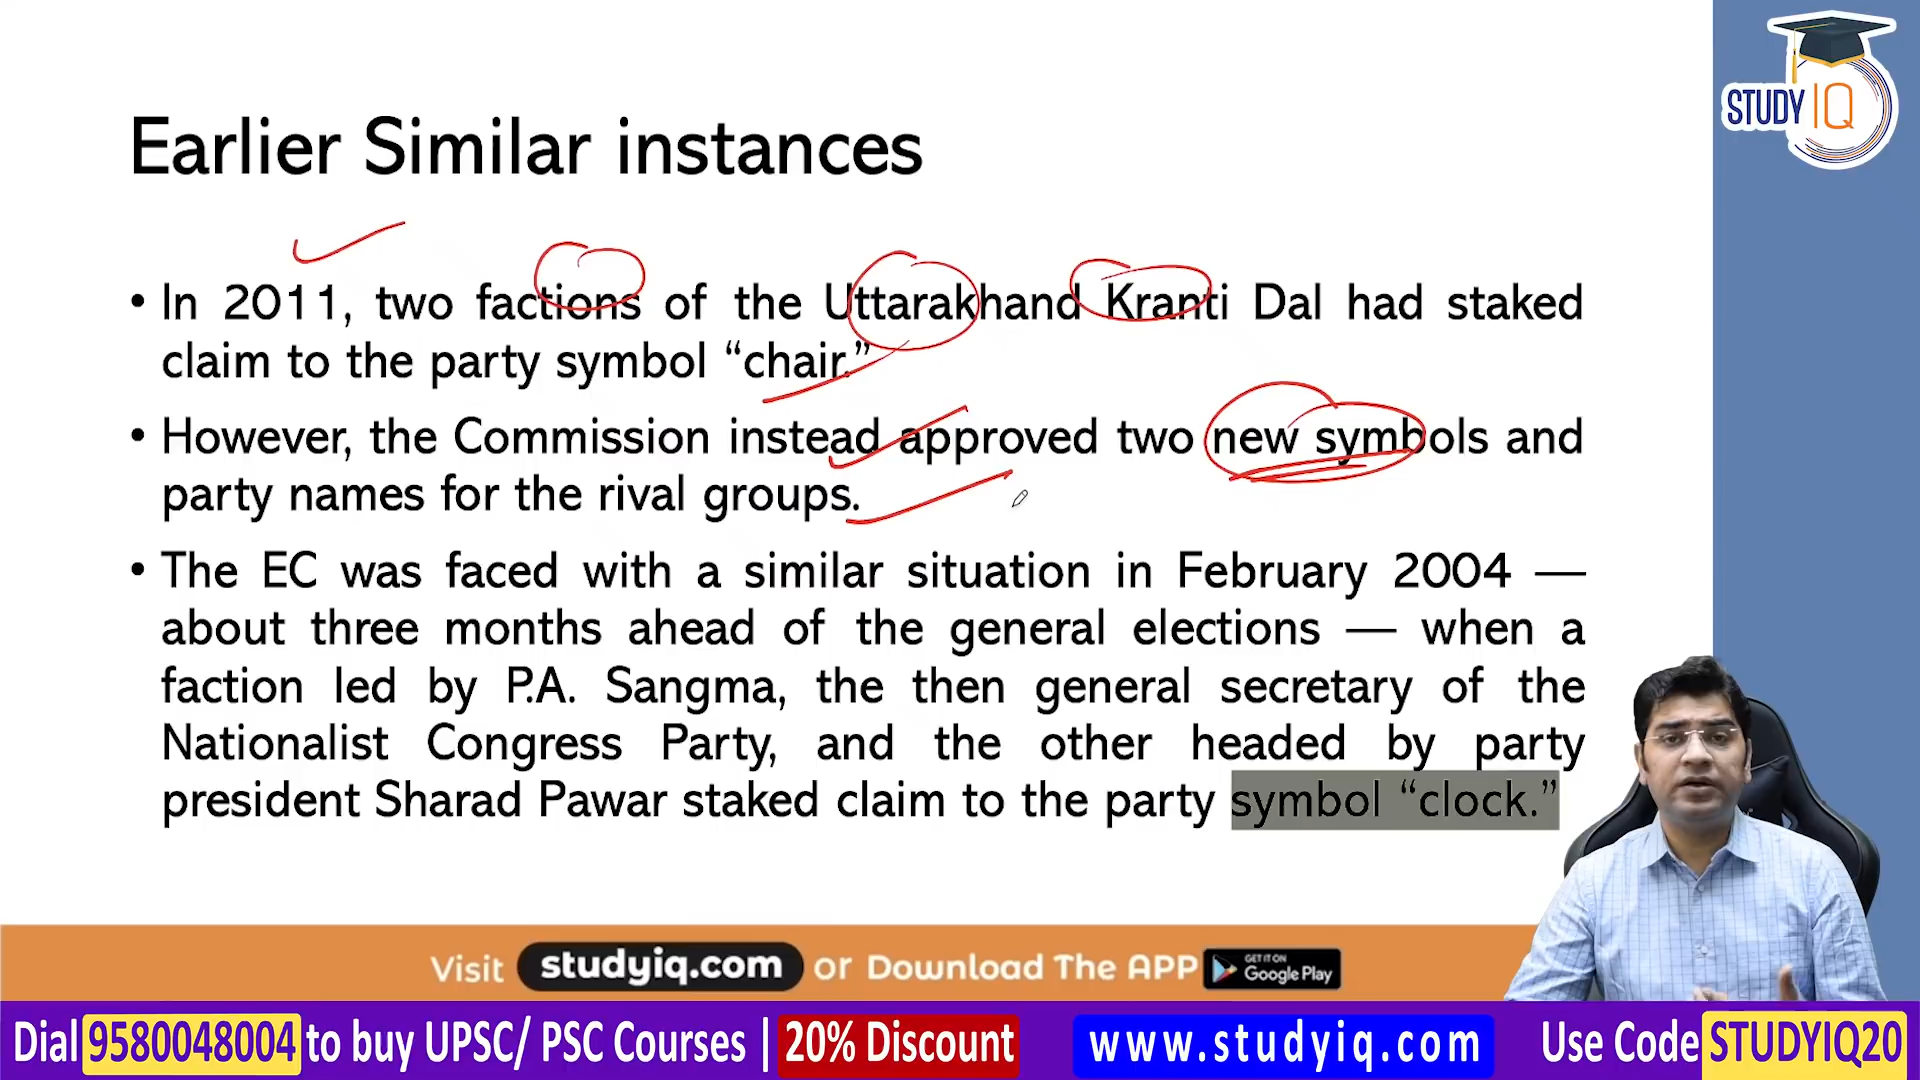 STUDY IQ
Earlier Similar instances
• In 2011, two factions of the Uttarakhand Kranti Dal had staked
claim to the party symbol “chair.”
• However, the Commission instead approved two new symbols and
party names for the rival groups.
• The EC was faced with a similar situation in February 2004 —
about three months ahead of the general elections — when a
faction led by P.A. Sangma, the then general secretary of the
Nationalist Congress Party, and the other headed by party
president Sharad Pawar staked claim to the party symbol “clock.”
Visit studyiq.com or Download The APP GET IT ON Google Play
Dial 9580048004 to buy UPSC/ PSC Courses | 20% Discount www.studyiq.com Use Code STUDYIQ20